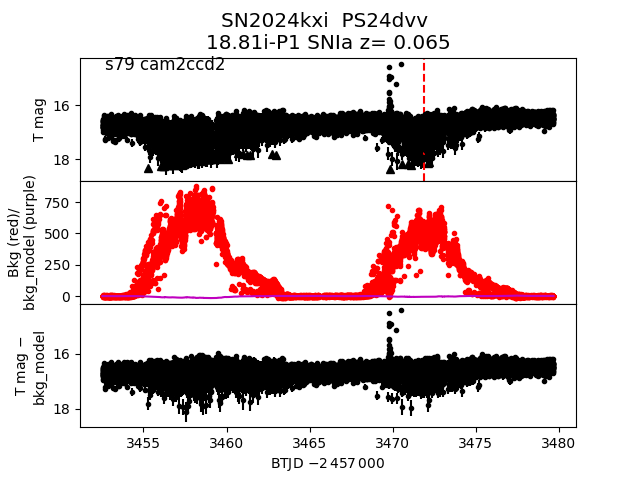 SN2024kxi  PS24dvv
18.81i-P1 SNIa z= 0.065
s79 cam2ccd2
T mag
16
18
Bkg (red)/
bkg_model (purple)
750
500
250
0
T mag −
bkg_model
16
18
3455 3460 3465 3470 3475 3480
BTJD −2 457 000